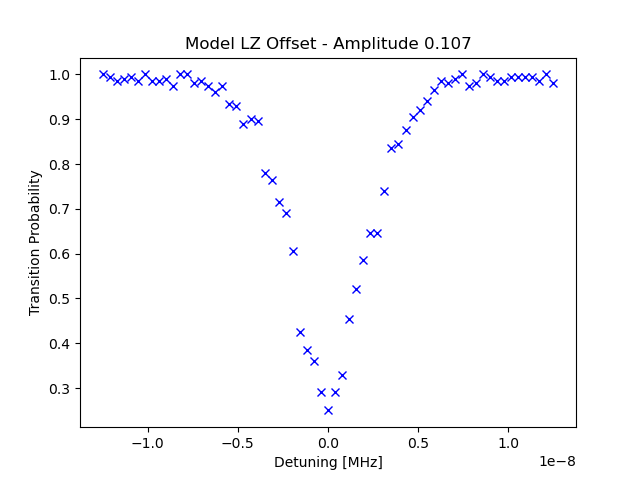 Model LZ Offset - Amplitude 0.107
Transition Probability
1.0
0.9
0.8
0.7
0.6
0.5
0.4
0.3
−1.0 −0.5 0.0 0.5 1.0
Detuning [MHz]
1e−8